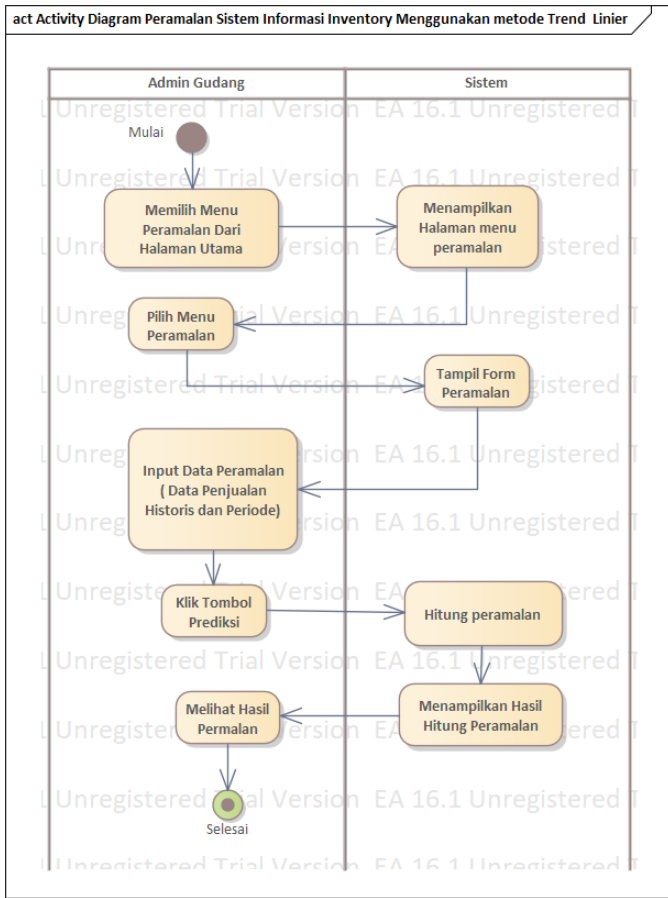 act Activity Diagram Peramalan Sistem Informasi Inventory Menggunakan metode Trend Linier
Admin Gudang
Sistem
Mulai
Memilih Menu
Peramalan Dari
Halaman Utama
Menampilkan
Halaman menu
peramalan
Pilih Menu
Peramalan
Tampil Form
Peramalan
Input Data Peramalan
( Data Penjualan
Historis dan Periode)
Klik Tombol
Prediksi
Hitung peramalan
Menampilkan Hasil
Hitung Peramalan
Melihat Hasil
Permalan
Selesai
Unregistered Trial Version EA 16.1 Unregistered